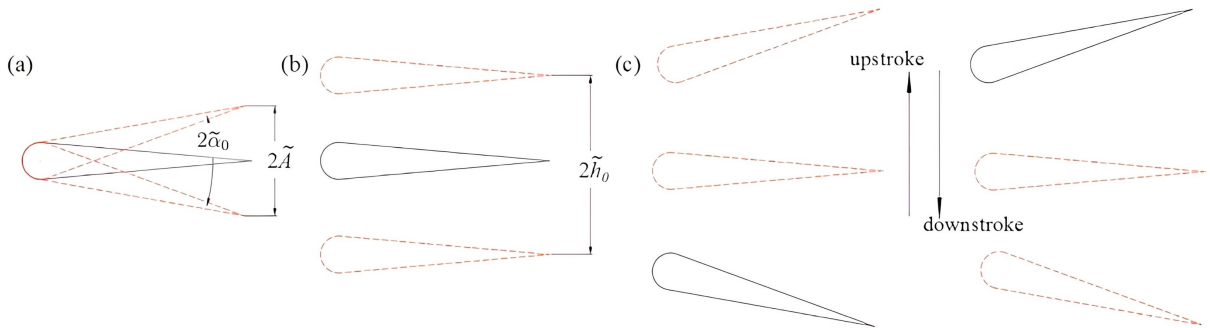 (a)
2α̃₀
2Ã
(b)
2h̃₀
(c)
upstroke
downstroke